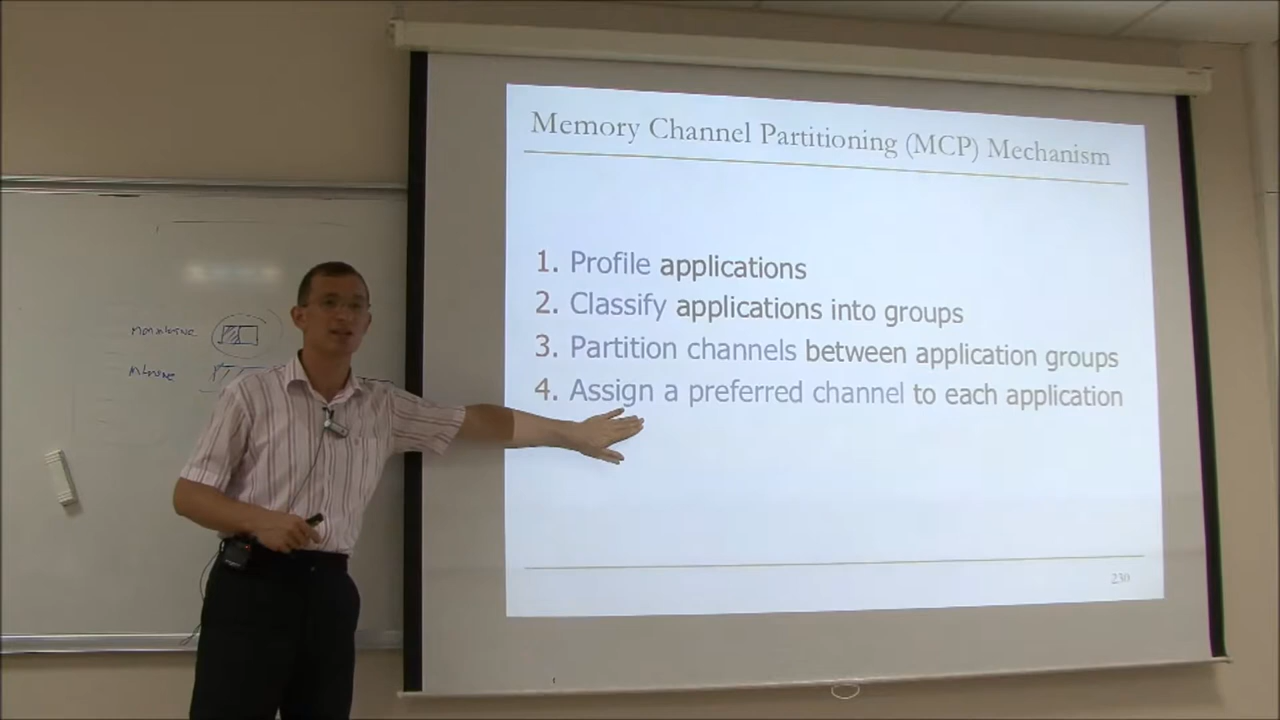 Memory Channel Partitioning (MCP) Mechanism
1. Profile applications
2. Classify applications into groups
3. Partition channels between application groups
4. Assign a preferred channel to each application
230